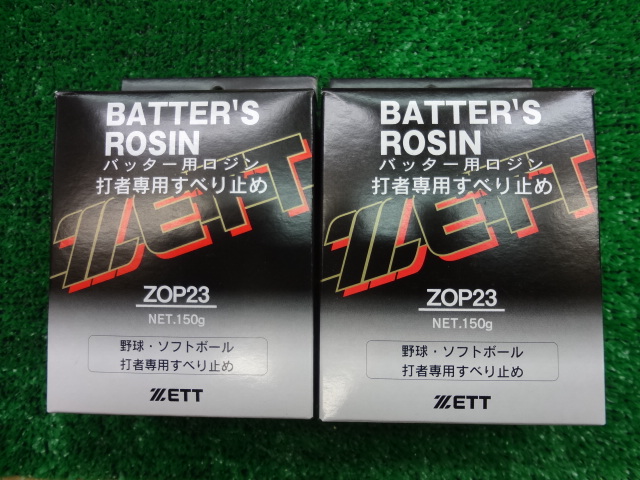 BATTER'S
ROSIN
バッター用ロジン
打者専用すべり止め
ZETT
ZOP23
NET.150g
野球・ソフトボール
打者専用すべり止め
ZETT
BATTER'S
ROSIN
バッター用ロジン
打者専用すべり止め
ZETT
ZOP23
NET.150g
野球・ソフトボール
打者専用すべり止め
ZETT